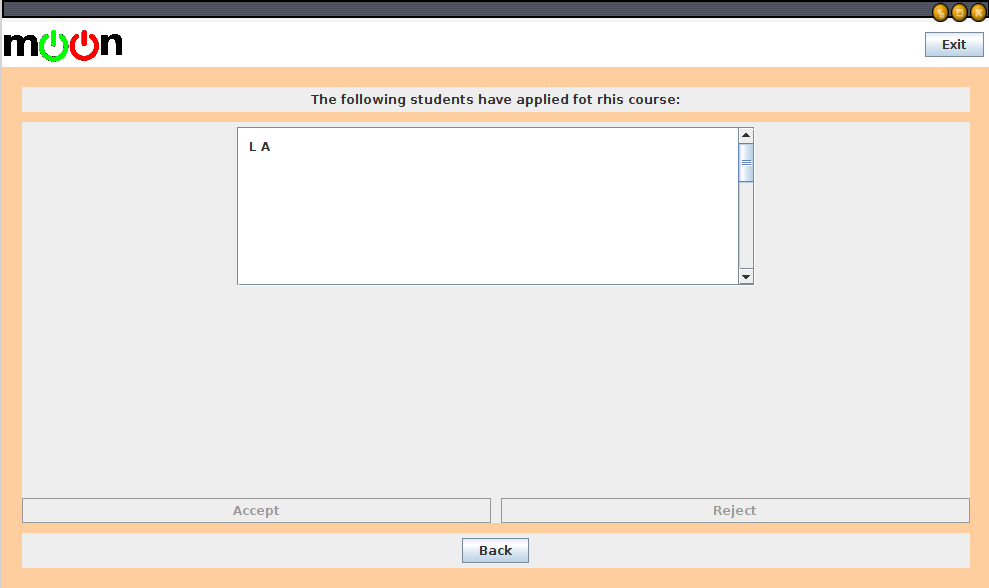 moon
Exit
The following students have applied fot rhis course:
L A
Accept
Reject
Back